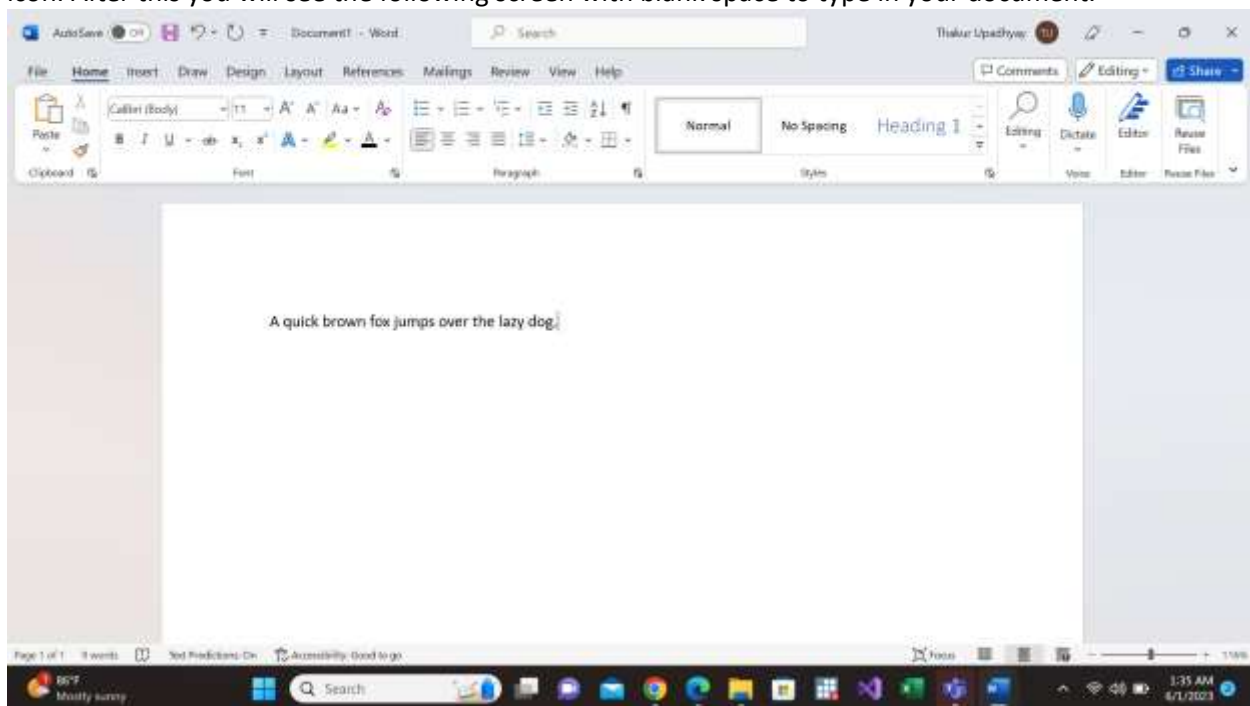 icon. After this you will see the following screen with blank space to type in your document.
AutoSave Off Document1 - Word Search Thakur Upadhyay TU
File Home Insert Draw Design Layout References Mailings Review View Help Comments Editing Share
Paste Calibri (Body) 11 A A Aa Normal No Spacing Heading 1 Editing Dictate Editor Reuse Files
B I U ab x x A A
Clipboard Font Paragraph Styles Voice Editor Reuse Files
A quick brown fox jumps over the lazy dog.
Page 1 of 1 9 words Text Predictions: On Accessibility: Good to go Focus
86°F Mostly sunny Search 1:35 AM 6/1/2023